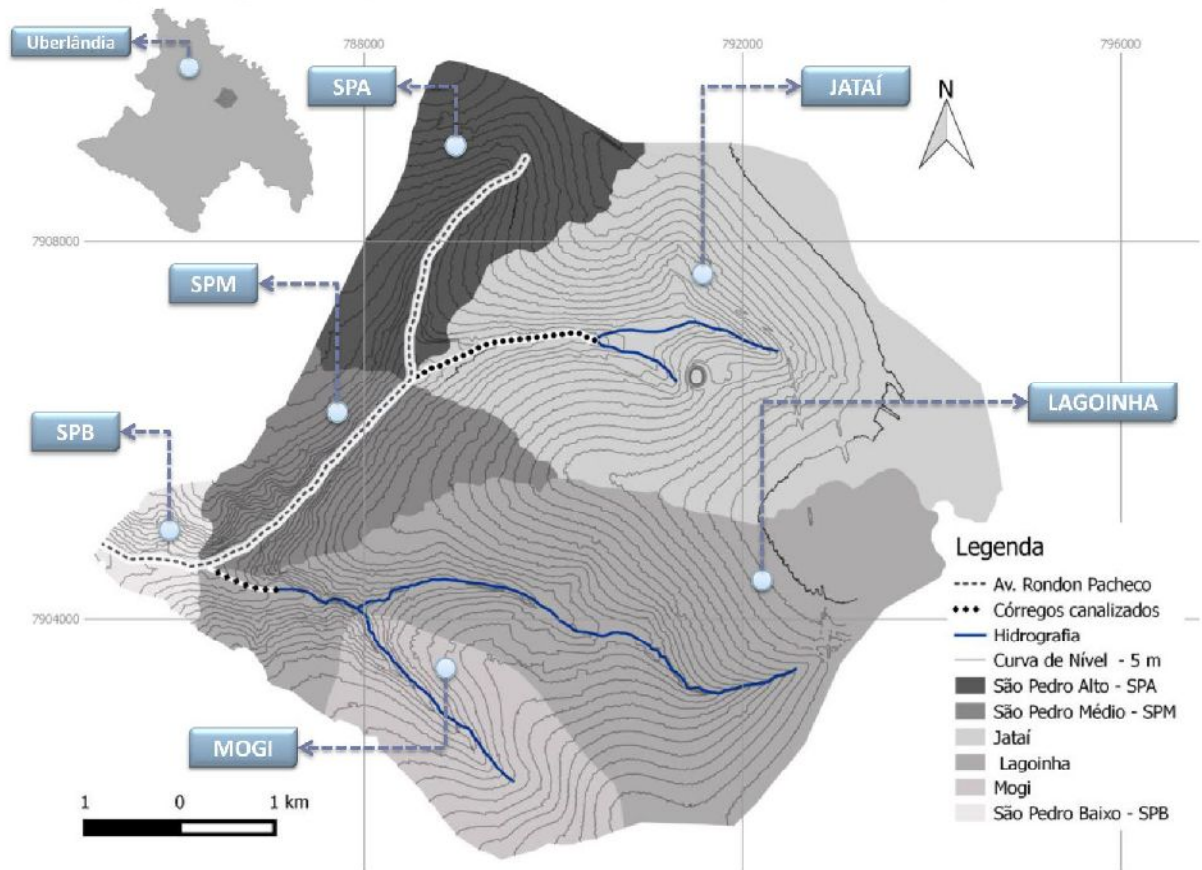 788000
792000
796000
Uberlândia
SPA
JATAÍ
N
7908000
SPM
LAGOINHA
SPB
Legenda
Av. Rondon Pacheco
Córregos canalizados
7904000
Hidrografia
Curva de Nível - 5 m
São Pedro Alto - SPA
São Pedro Médio - SPM
Jataí
Lagoinha
Mogi
São Pedro Baixo - SPB
MOGI
1 0 1 km